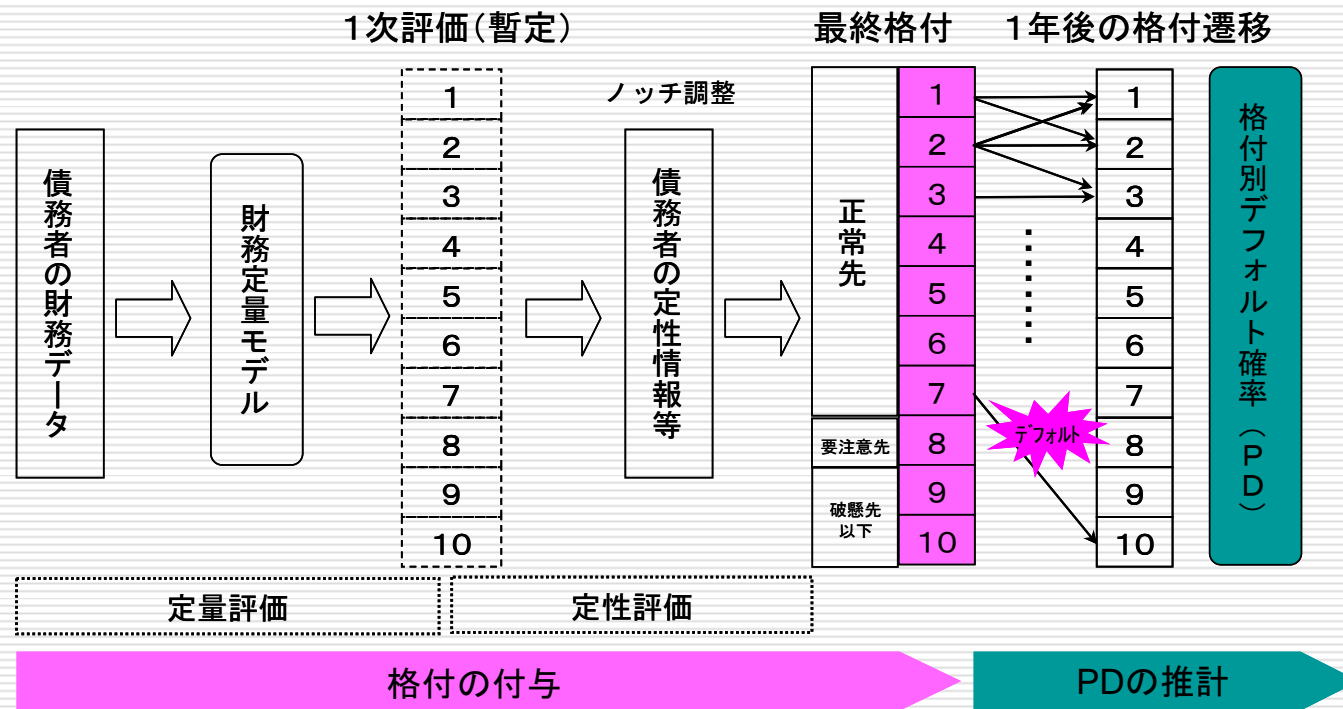 1次評価(暫定)
最終格付
1年後の格付遷移
債務者の財務データ
財務定量モデル
1
2
3
4
5
6
7
8
9
10
ノッチ調整
債務者の定性情報等
正常先
要注意先
破懸先
以下
1
2
3
4
5
6
7
8
9
10
デフォルト
1
2
3
4
5
6
7
8
9
10
格付別デフォルト確率(PD)
定量評価
定性評価
格付の付与
PDの推計